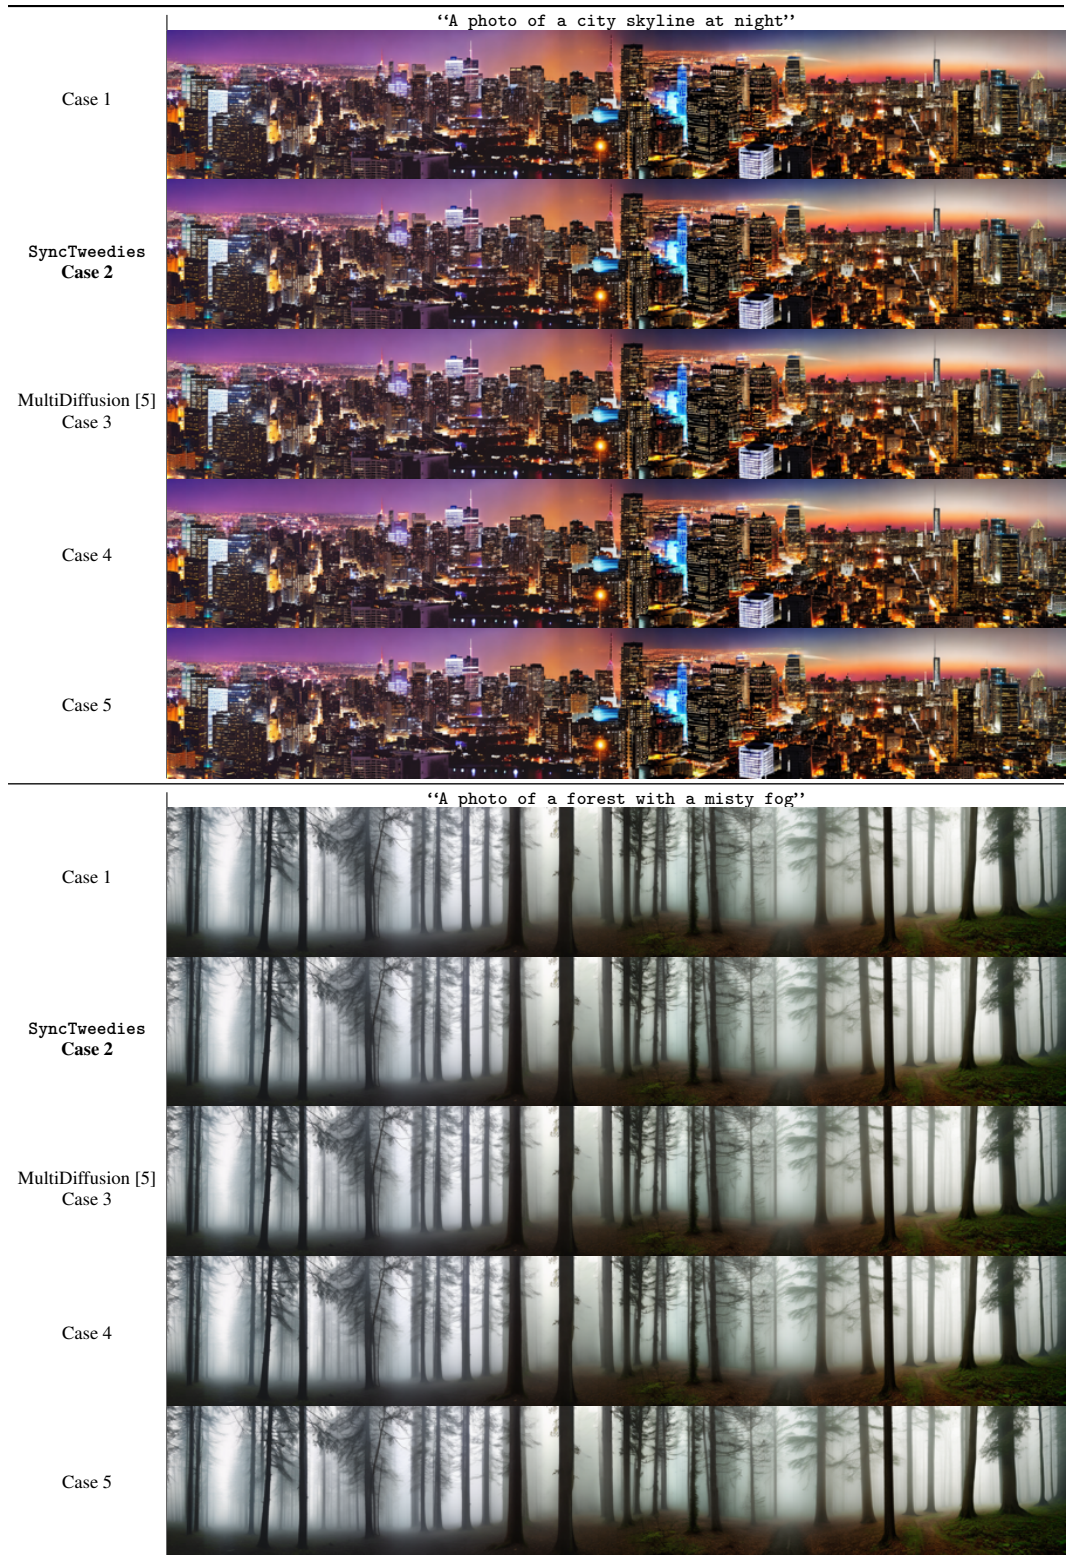 ‘‘A photo of a city skyline at night’’
Case 1
SyncTweedies
Case 2
MultiDiffusion [5]
Case 3
Case 4
Case 5
‘‘A photo of a forest with a misty fog’’
Case 1
SyncTweedies
Case 2
MultiDiffusion [5]
Case 3
Case 4
Case 5